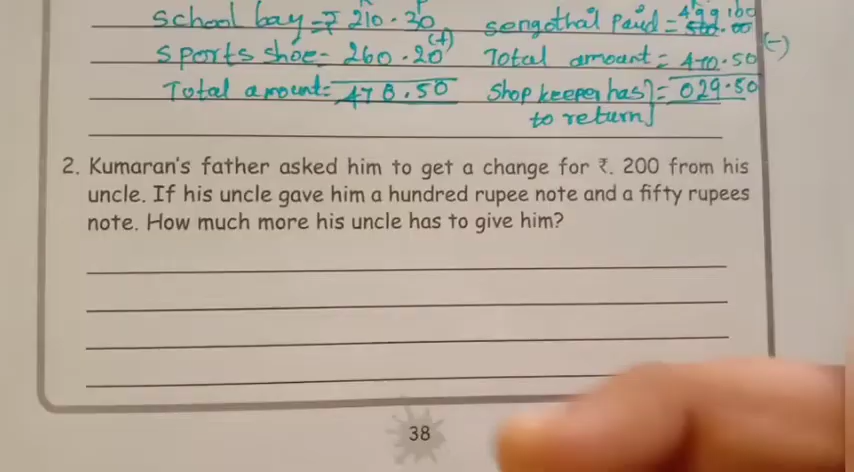 school bag = ₹ 210.30 sengothai Paid = 500.00
sports shoe = 260.20 (+) Total amount = 470.50 (-)
Total amount = 470.50 Shop keeper has = 029.50
to return
2. Kumaran's father asked him to get a change for ₹. 200 from his
uncle. If his uncle gave him a hundred rupee note and a fifty rupees
note. How much more his uncle has to give him?
38